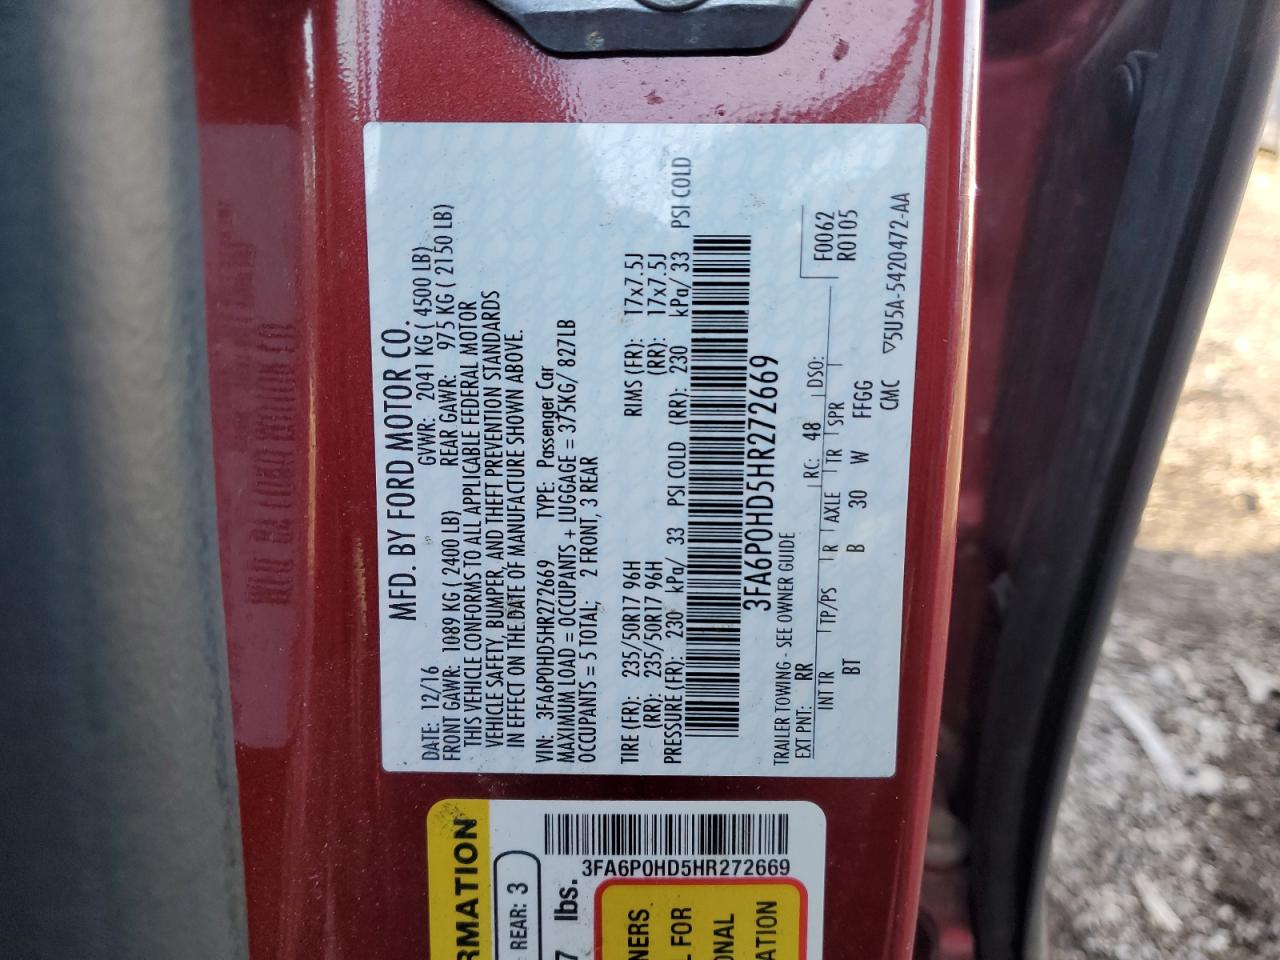 MFD. BY FORD MOTOR CO.
DATE: 12/16 GVWR: 2041 KG ( 4500 LB)
FRONT GAWR: 1089 KG ( 2400 LB) REAR GAWR: 975 KG ( 2150 LB)
THIS VEHICLE CONFORMS TO ALL APPLICABLE FEDERAL MOTOR
VEHICLE SAFETY, BUMPER, AND THEFT PREVENTION STANDARDS
IN EFFECT ON THE DATE OF MANUFACTURE SHOWN ABOVE.
VIN: 3FA6P0HD5HR272669 TYPE: Passenger Car
MAXIMUM LOAD = OCCUPANTS + LUGGAGE = 375KG/ 827LB
OCCUPANTS = 5 TOTAL, 2 FRONT, 3 REAR
TIRE (FR): 235/50R17 96H RIMS (FR): 17x7.5J
(RR): 235/50R17 96H (RR): 17x7.5J
PRESSURE (FR): 230 kPa/ 33 PSI COLD (RR): 230 kPa/ 33 PSI COLD
3FA6P0HD5HR272669
TRAILER TOWING - SEE OWNER GUIDE F0062
EXT PNT: RR RC: 48 DSO: R0105
INT TR TP/PS R AXLE TR SPR
BT B 30 W FFGG
CMC ▽5U5A-5420472-AA
RMATION
REAR: 3
7 lbs.
3FA6P0HD5HR272669
NERS
L FOR
ONAL
ATION